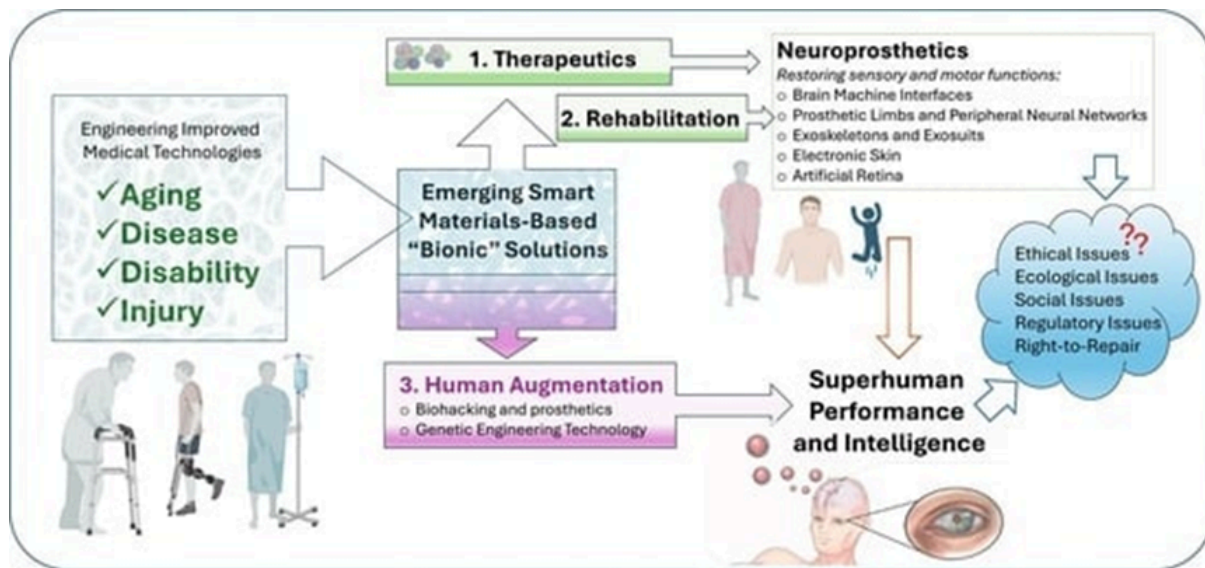 Engineering Improved
Medical Technologies
✓Aging
✓Disease
✓Disability
✓Injury
Emerging Smart
Materials-Based
“Bionic” Solutions
1. Therapeutics
2. Rehabilitation
Neuroprosthetics
Restoring sensory and motor functions:
o Brain Machine Interfaces
o Prosthetic Limbs and Peripheral Neural Networks
o Exoskeletons and Exosuits
o Electronic Skin
o Artificial Retina
3. Human Augmentation
o Biohacking and prosthetics
o Genetic Engineering Technology
Superhuman
Performance
and Intelligence
??
Ethical Issues
Ecological Issues
Social Issues
Regulatory Issues
Right-to-Repair